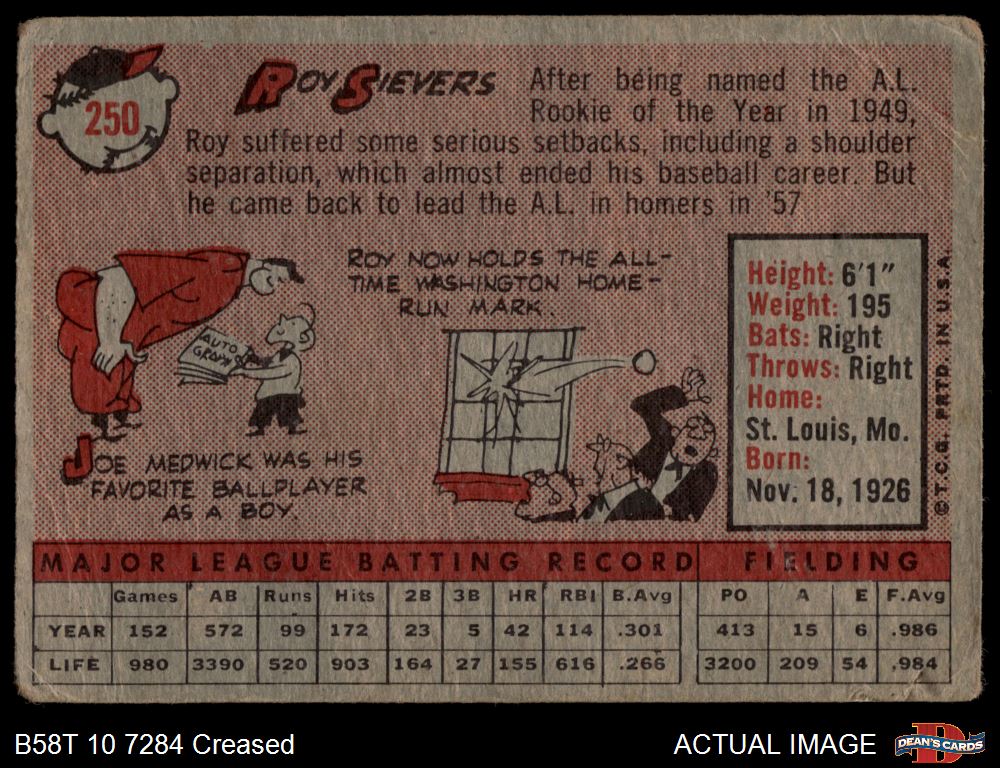 250
ROY SIEVERS
After being named the A.L.
Rookie of the Year in 1949,
Roy suffered some serious setbacks, including a shoulder
separation, which almost ended his baseball career. But
he came back to lead the A.L. in homers in '57
ROY NOW HOLDS THE ALL-
TIME WASHINGTON HOME-
RUN MARK.
AUTO
GRAPH
JOE MEDWICK WAS HIS
FAVORITE BALLPLAYER
AS A BOY.
Height: 6'1"
Weight: 195
Bats: Right
Throws: Right
Home:
St. Louis, Mo.
Born:
Nov. 18, 1926
© T.C.G. PRTD. IN U.S.A.
MAJOR LEAGUE BATTING RECORD FIELDING
Games AB Runs Hits 2B 3B HR RBI B.Avg PO A E F.Avg
YEAR 152 572 99 172 23 5 42 114 .301 413 15 6 .986
LIFE 980 3390 520 903 164 27 155 616 .266 3200 209 54 .984
B58T 10 7284 Creased
ACTUAL IMAGE
DEAN'S CARDS